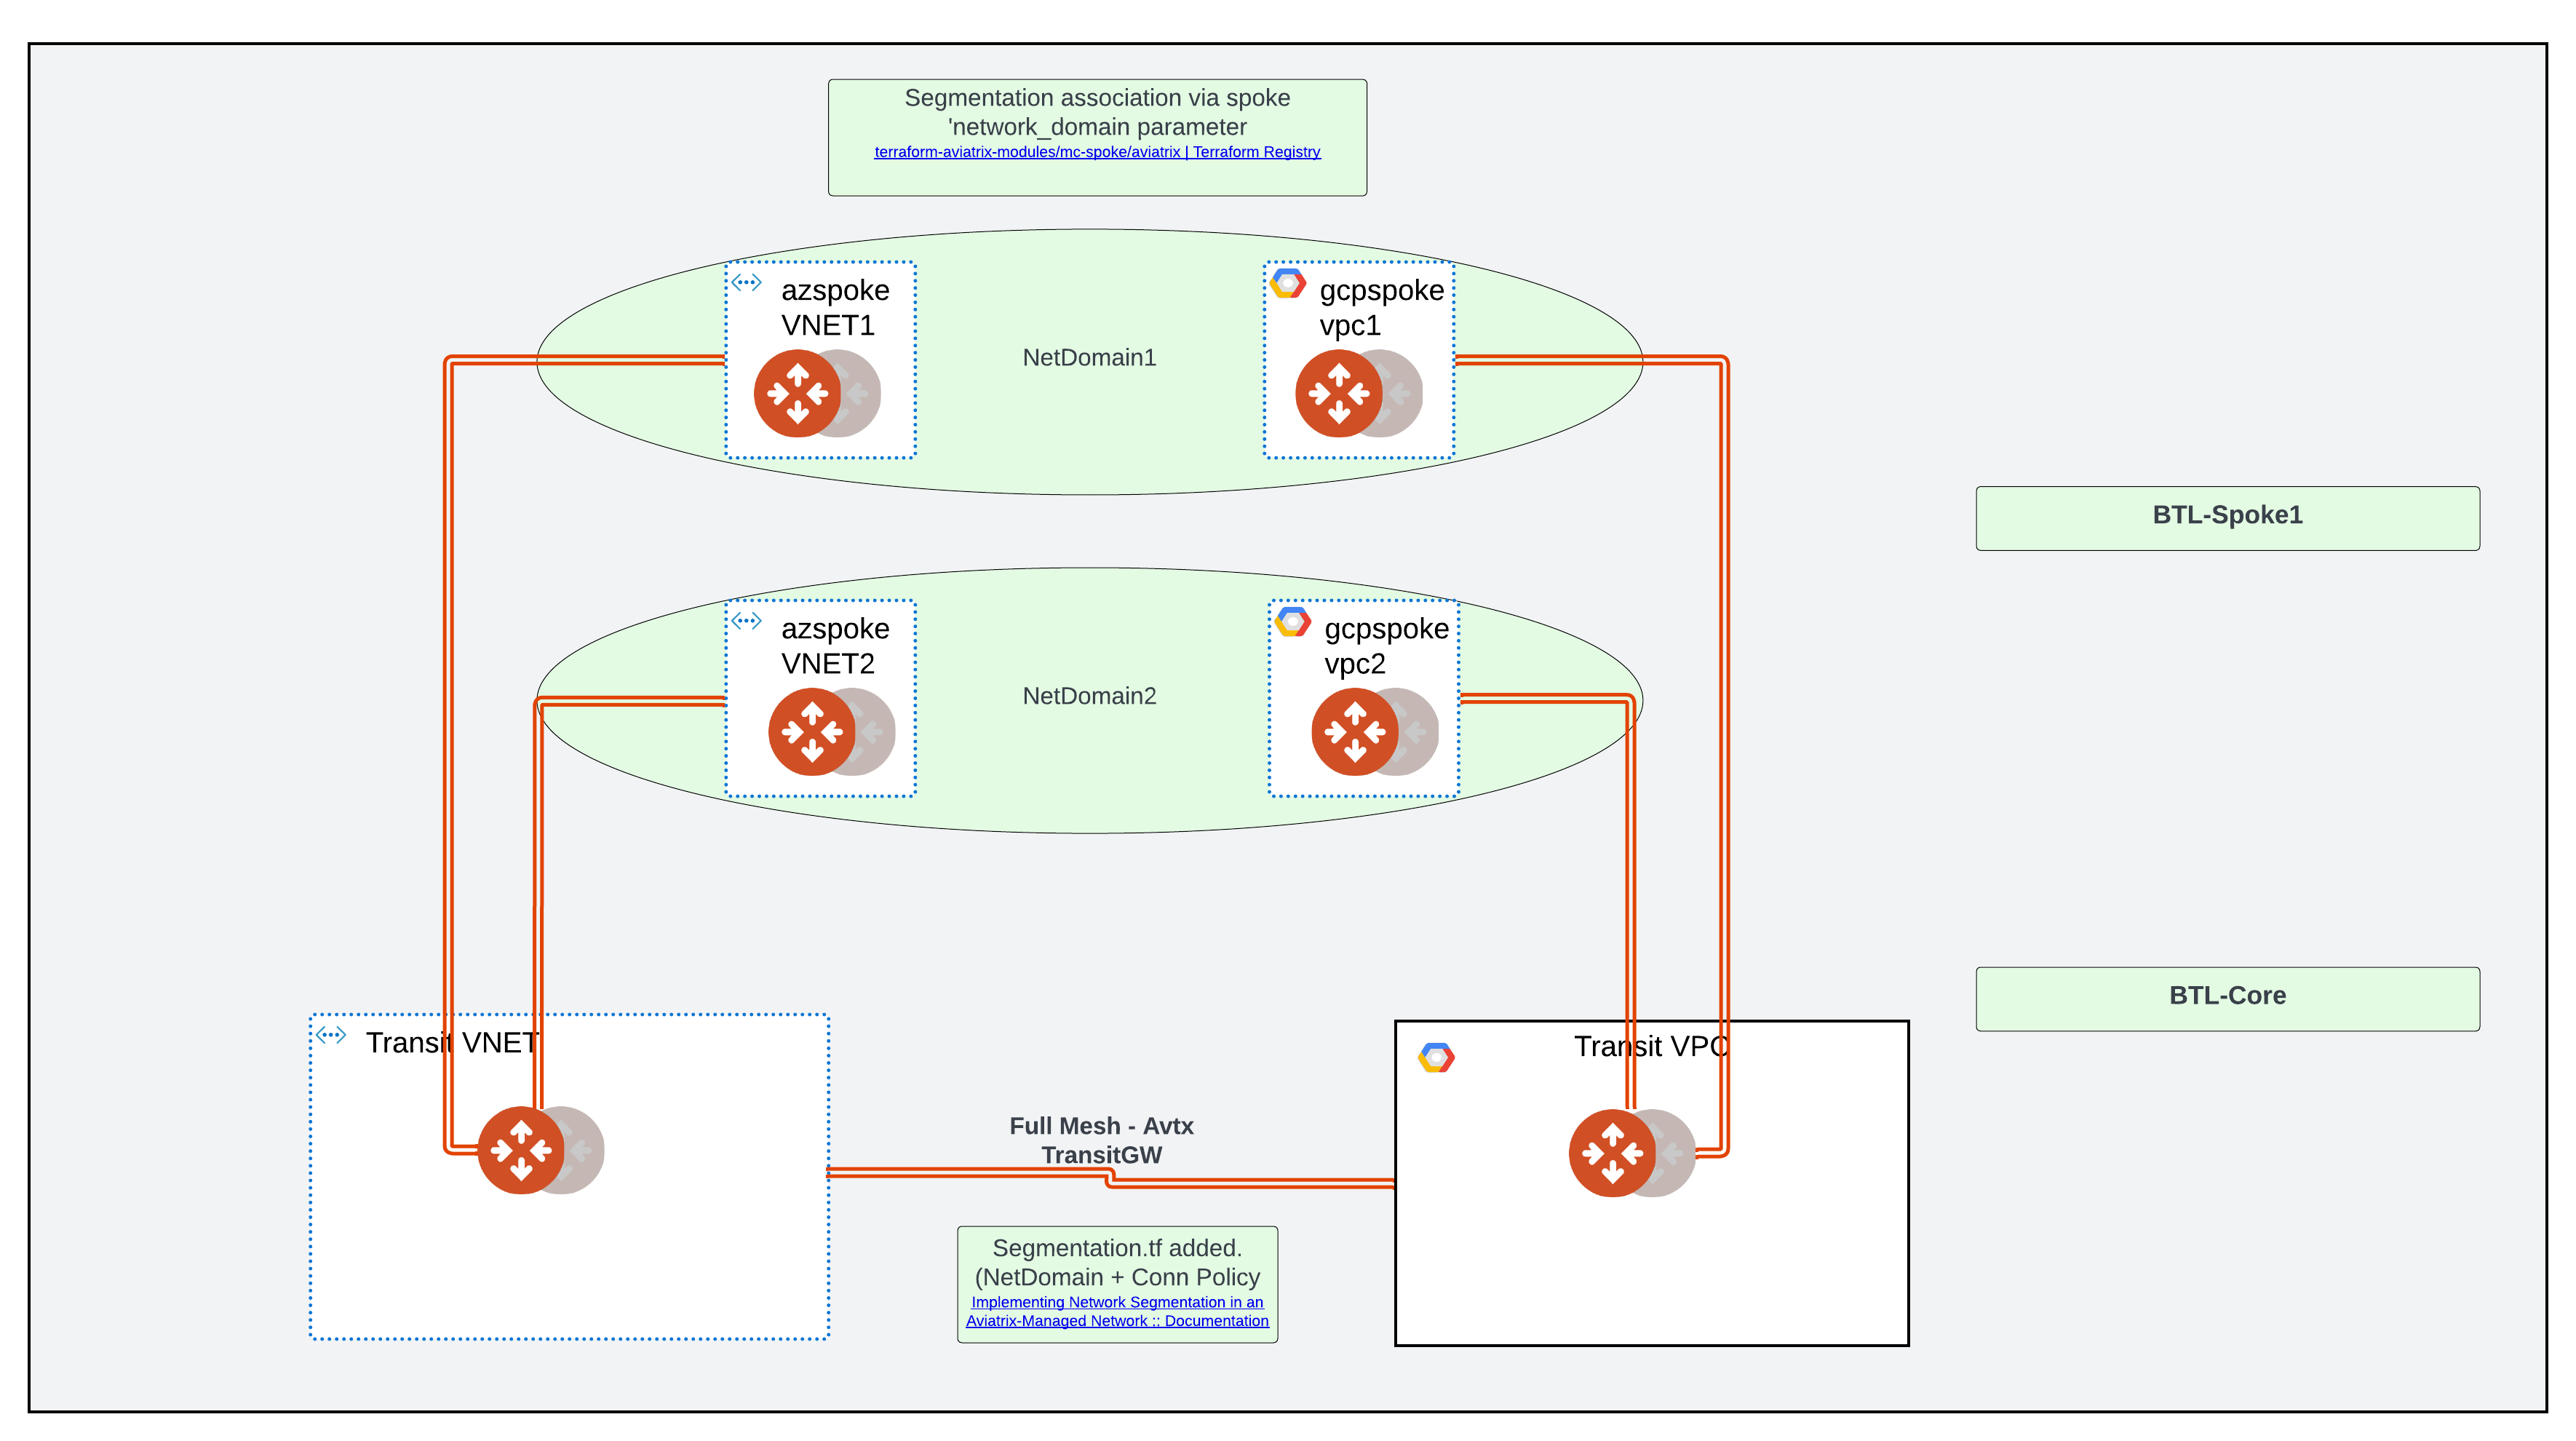 Segmentation association via spoke
'network_domain parameter
terraform-aviatrix-modules/mc-spoke/aviatrix | Terraform Registry
azspoke
VNET1
NetDomain1
gcpspoke
vpc1
BTL-Spoke1
azspoke
VNET2
NetDomain2
gcpspoke
vpc2
BTL-Core
Transit VNET
Transit VPC
Full Mesh - Avtx
TransitGW
Segmentation.tf added.
(NetDomain + Conn Policy
Implementing Network Segmentation in an
Aviatrix-Managed Network :: Documentation